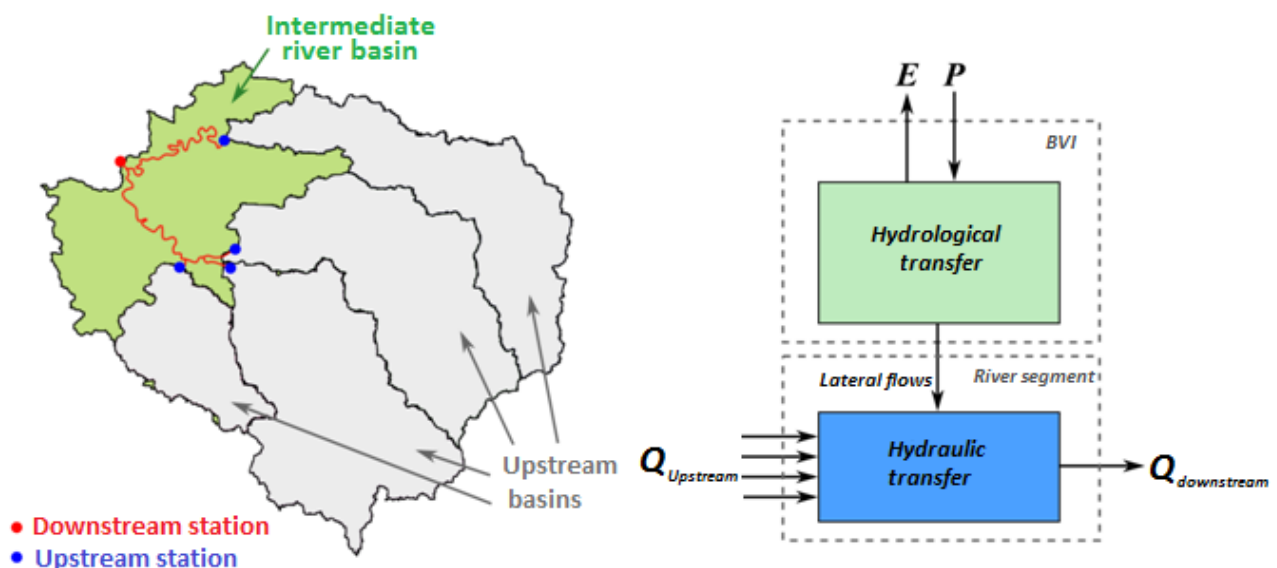 Intermediate
river basin
Upstream
basins
Downstream station
Upstream station
E P
BVI
Hydrological
transfer
Lateral flows
River segment
Hydraulic
transfer
Q Upstream
Q downstream